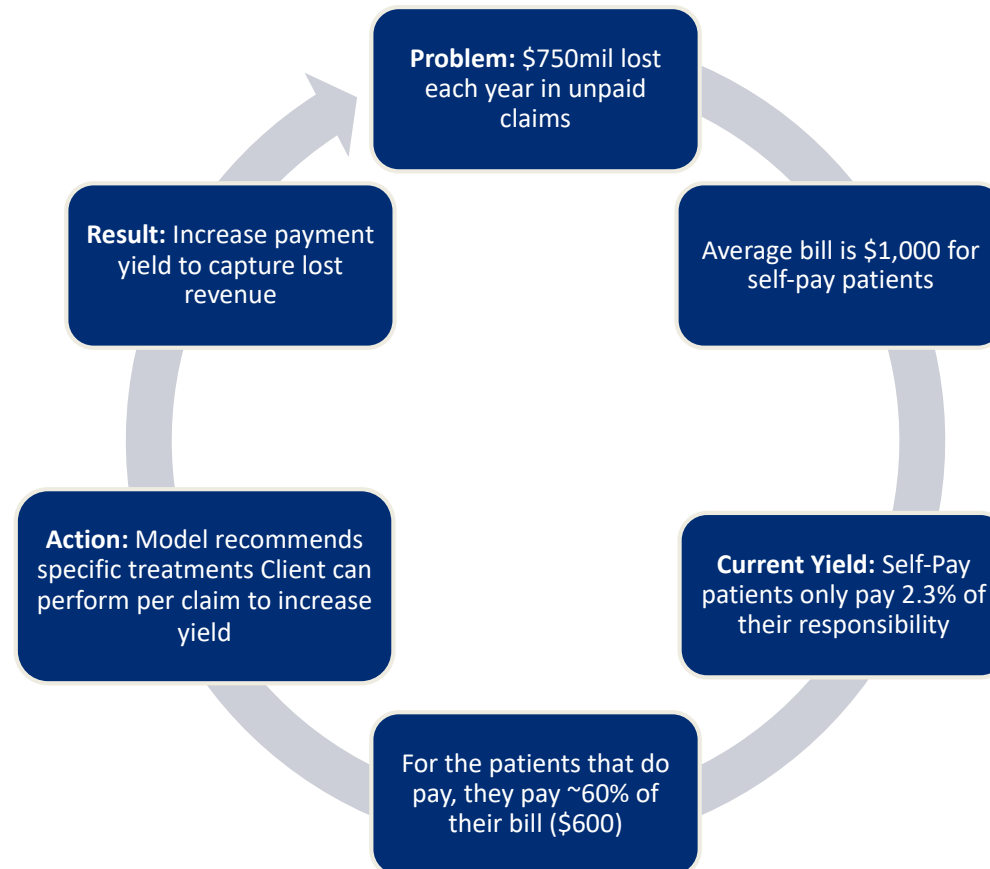 Problem: $750mil lost
each year in unpaid
claims
Average bill is $1,000 for
self-pay patients
Current Yield: Self-Pay
patients only pay 2.3% of
their responsibility
For the patients that do
pay, they pay ~60% of
their bill ($600)
Action: Model recommends
specific treatments Client can
perform per claim to increase
yield
Result: Increase payment
yield to capture lost
revenue